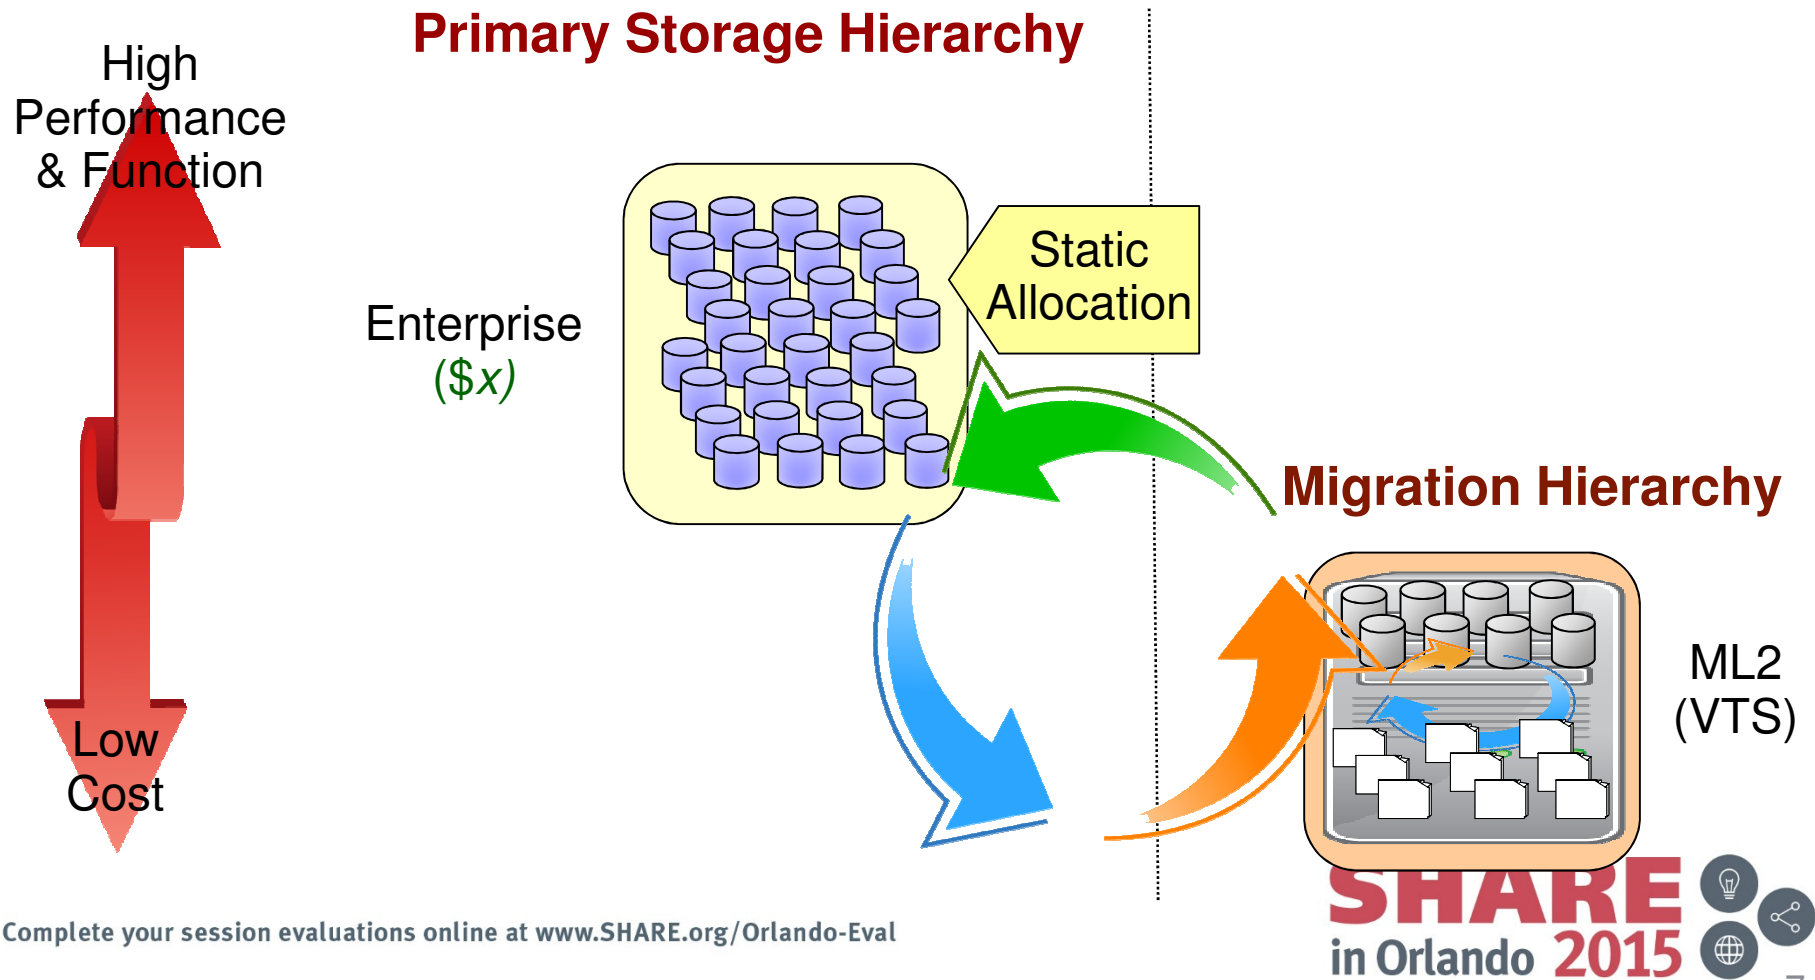 Primary Storage Hierarchy
High
Performance
& Function
Static
Allocation
Enterprise
($x)
Migration Hierarchy
ML2
(VTS)
Low
Cost
Complete your session evaluations online at www.SHARE.org/Orlando-Eval
SHARE
in Orlando 2015